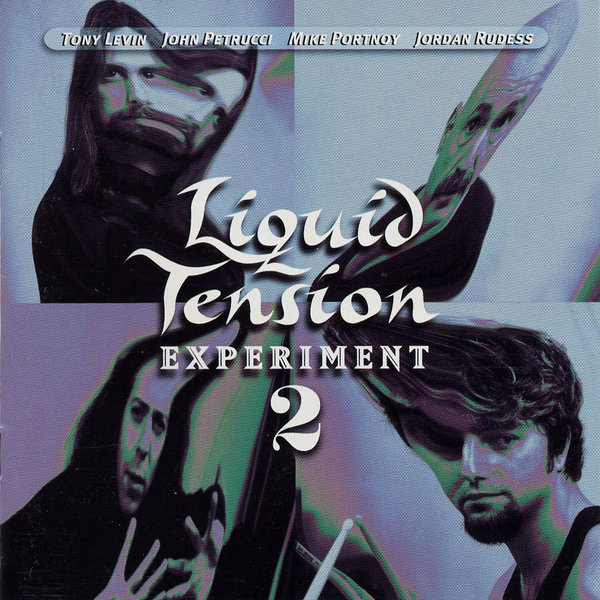 TONY LEVIN JOHN PETRUCCI MIKE PORTNOY JORDAN RUDESS
Liquid
Tension
EXPERIMENT
2